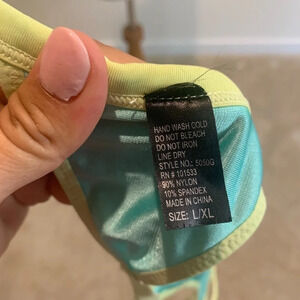 HAND WASH COLD
DO NOT BLEACH
DO NOT IRON
LINE DRY
STYLE NO.: 5050G
RN # 101533
90% NYLON
10% SPANDEX
MADE IN CHINA
SIZE: L/XL